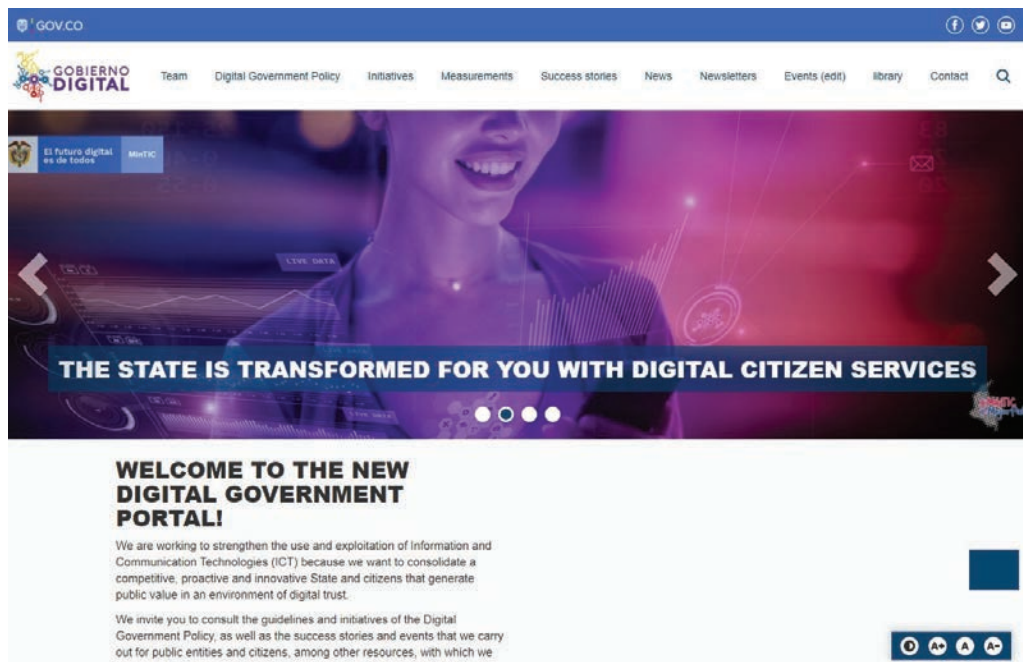 GOV.CO
GOBIERNO
DIGITAL
Team Digital Government Policy Initiatives Measurements Success stories News Newsletters Events (edit) library Contact
El futuro digital
es de todos
MinTIC
LIVE DATA
THE STATE IS TRANSFORMED FOR YOU WITH DIGITAL CITIZEN SERVICES
WELCOME TO THE NEW
DIGITAL GOVERNMENT
PORTAL!
We are working to strengthen the use and exploitation of Information and
Communication Technologies (ICT) because we want to consolidate a
competitive, proactive and innovative State and citizens that generate
public value in an environment of digital trust.
We invite you to consult the guidelines and initiatives of the Digital
Government Policy, as well as the success stories and events that we carry
out for public entities and citizens, among other resources, with which we
A+ A A-